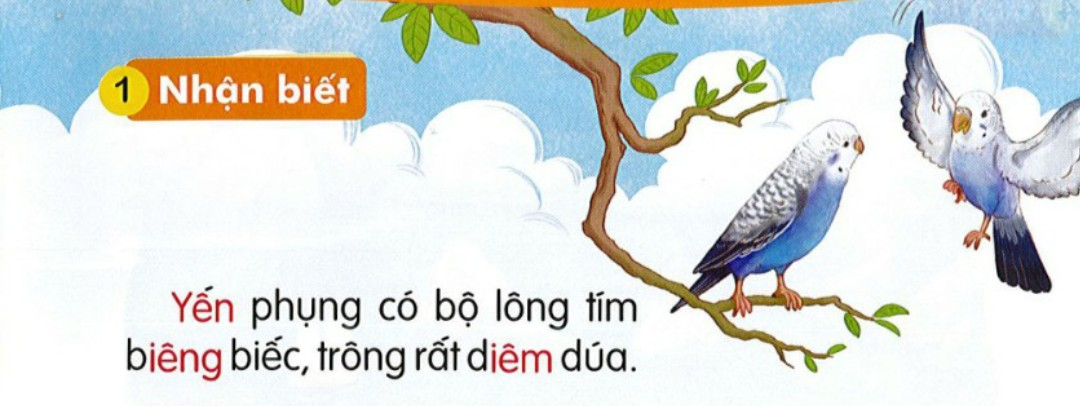 1 Nhận biết
Yến phụng có bộ lông tím
biêng biếc, trông rất diêm dúa.